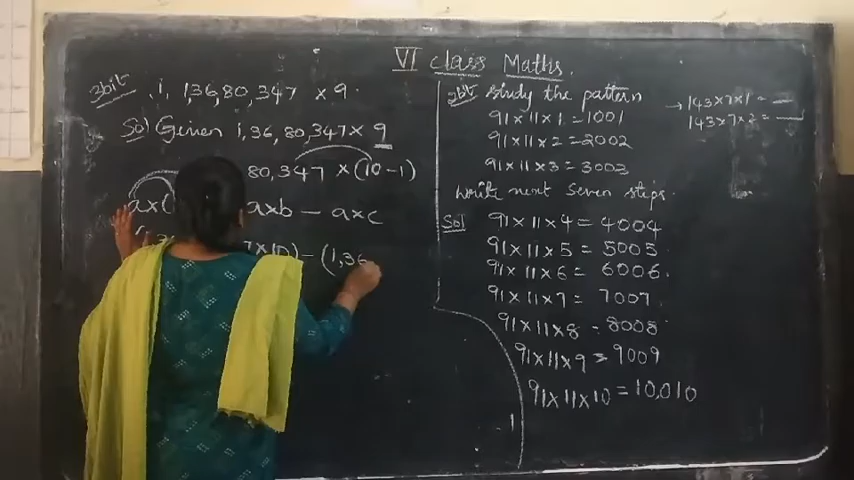 VI class Maths.
3bit 1, 1,36,80,347 × 9.
Sol Given 1,36,80,347 × 9
80,347 × (10 - 1)
a×( a×b - a×c
7×10) - (1,36
3bit study the pattern
91×11×1 = 1001
91×11×2 = 2002
91×11×3 = 3003
write next seven steps.
Sol 91×11×4 = 4004
91×11×5 = 5005
91×11×6 = 6006
91×11×7 = 7007
91×11×8 = 8008
91×11×9 = 9009
91×11×10 = 10,010
→ 143×7×1 = __
143×7×2 = __